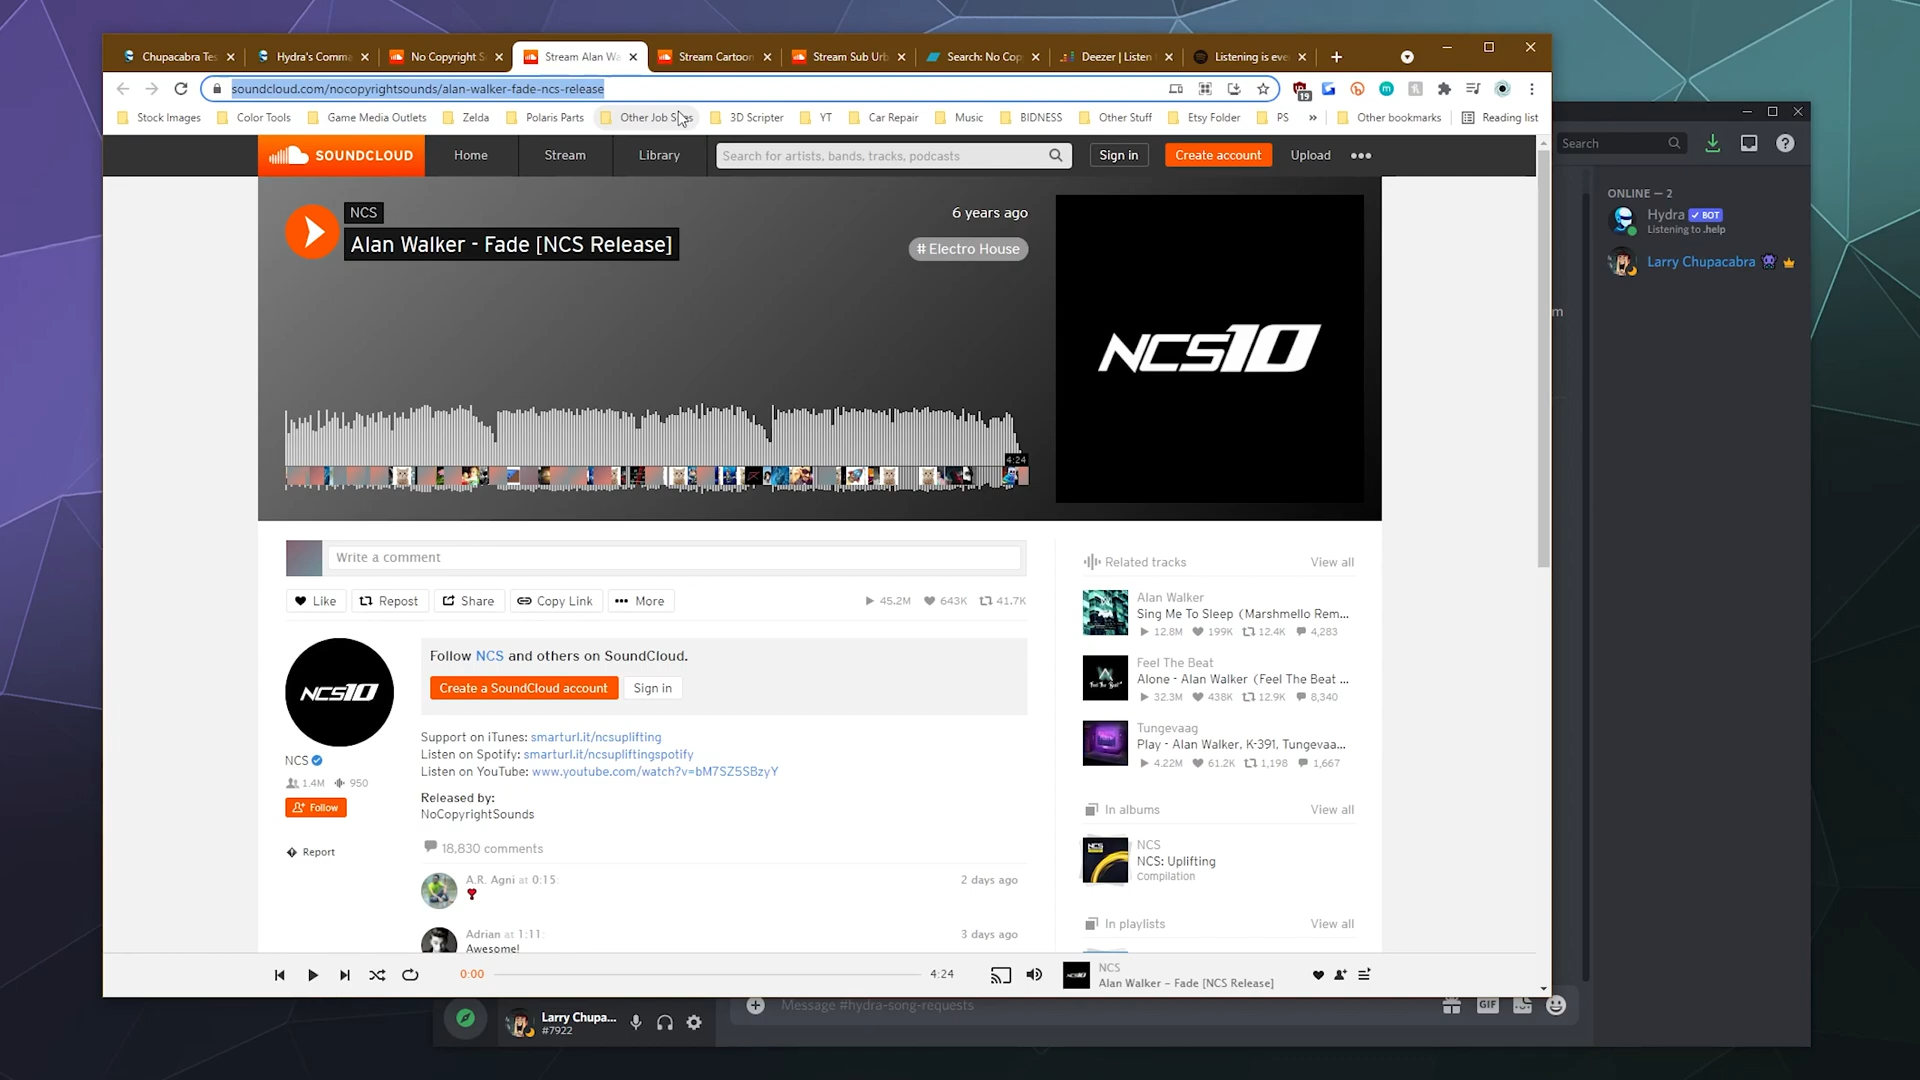 Chupacabra Tes
Hydra's Comma
No Copyright S
Stream Alan Wa
Stream Cartoon
Stream Sub Urb
Search: No Cop
Deezer | Listen
Listening is ever
soundcloud.com/nocopyrightsounds/alan-walker-fade-ncs-release
19
Stock Images
Color Tools
Game Media Outlets
Zelda
Polaris Parts
Other Job Sites
3D Scripter
YT
Car Repair
Music
BIDNESS
Other Stuff
Etsy Folder
PS
»
Other bookmarks
Reading list
SOUNDCLOUD
Home
Stream
Library
Search for artists, bands, tracks, podcasts
Sign in
Create account
Upload
Search
NCS
Alan Walker - Fade [NCS Release]
6 years ago
# Electro House
NCS10
4:24
ONLINE — 2
Hydra BOT
Listening to .help
Larry Chupacabra
m
Write a comment
Like
Repost
Share
Copy Link
More
45.2M
643K
41.7K
NCS10
NCS
1.4M
950
Follow
Report
Follow NCS and others on SoundCloud.
Create a SoundCloud account
Sign in
Support on iTunes: smarturl.it/ncsuplifting
Listen on Spotify: smarturl.it/ncsupliftingspotify
Listen on YouTube: www.youtube.com/watch?v=bM7SZ5SBzyY
Released by:
NoCopyrightSounds
18,830 comments
A.R. Agni at 0:15:
2 days ago
Adrian at 1:11:
3 days ago
Awesome!
Related tracks
View all
Alan Walker
Sing Me To Sleep (Marshmello Rem...
12.8M 199K 12.4K 4,283
Feel The Beat
Alone - Alan Walker (Feel The Beat ...
32.3M 438K 12.9K 8,340
Tungevaag
Play - Alan Walker, K-391, Tungevaa...
4.22M 61.2K 1,198 1,667
In albums
View all
NCS
NCS: Uplifting
Compilation
In playlists
View all
0:00
4:24
NCS
Alan Walker - Fade [NCS Release]
Larry Chupa...
#7922
Message #hydra-song-requests
GIF